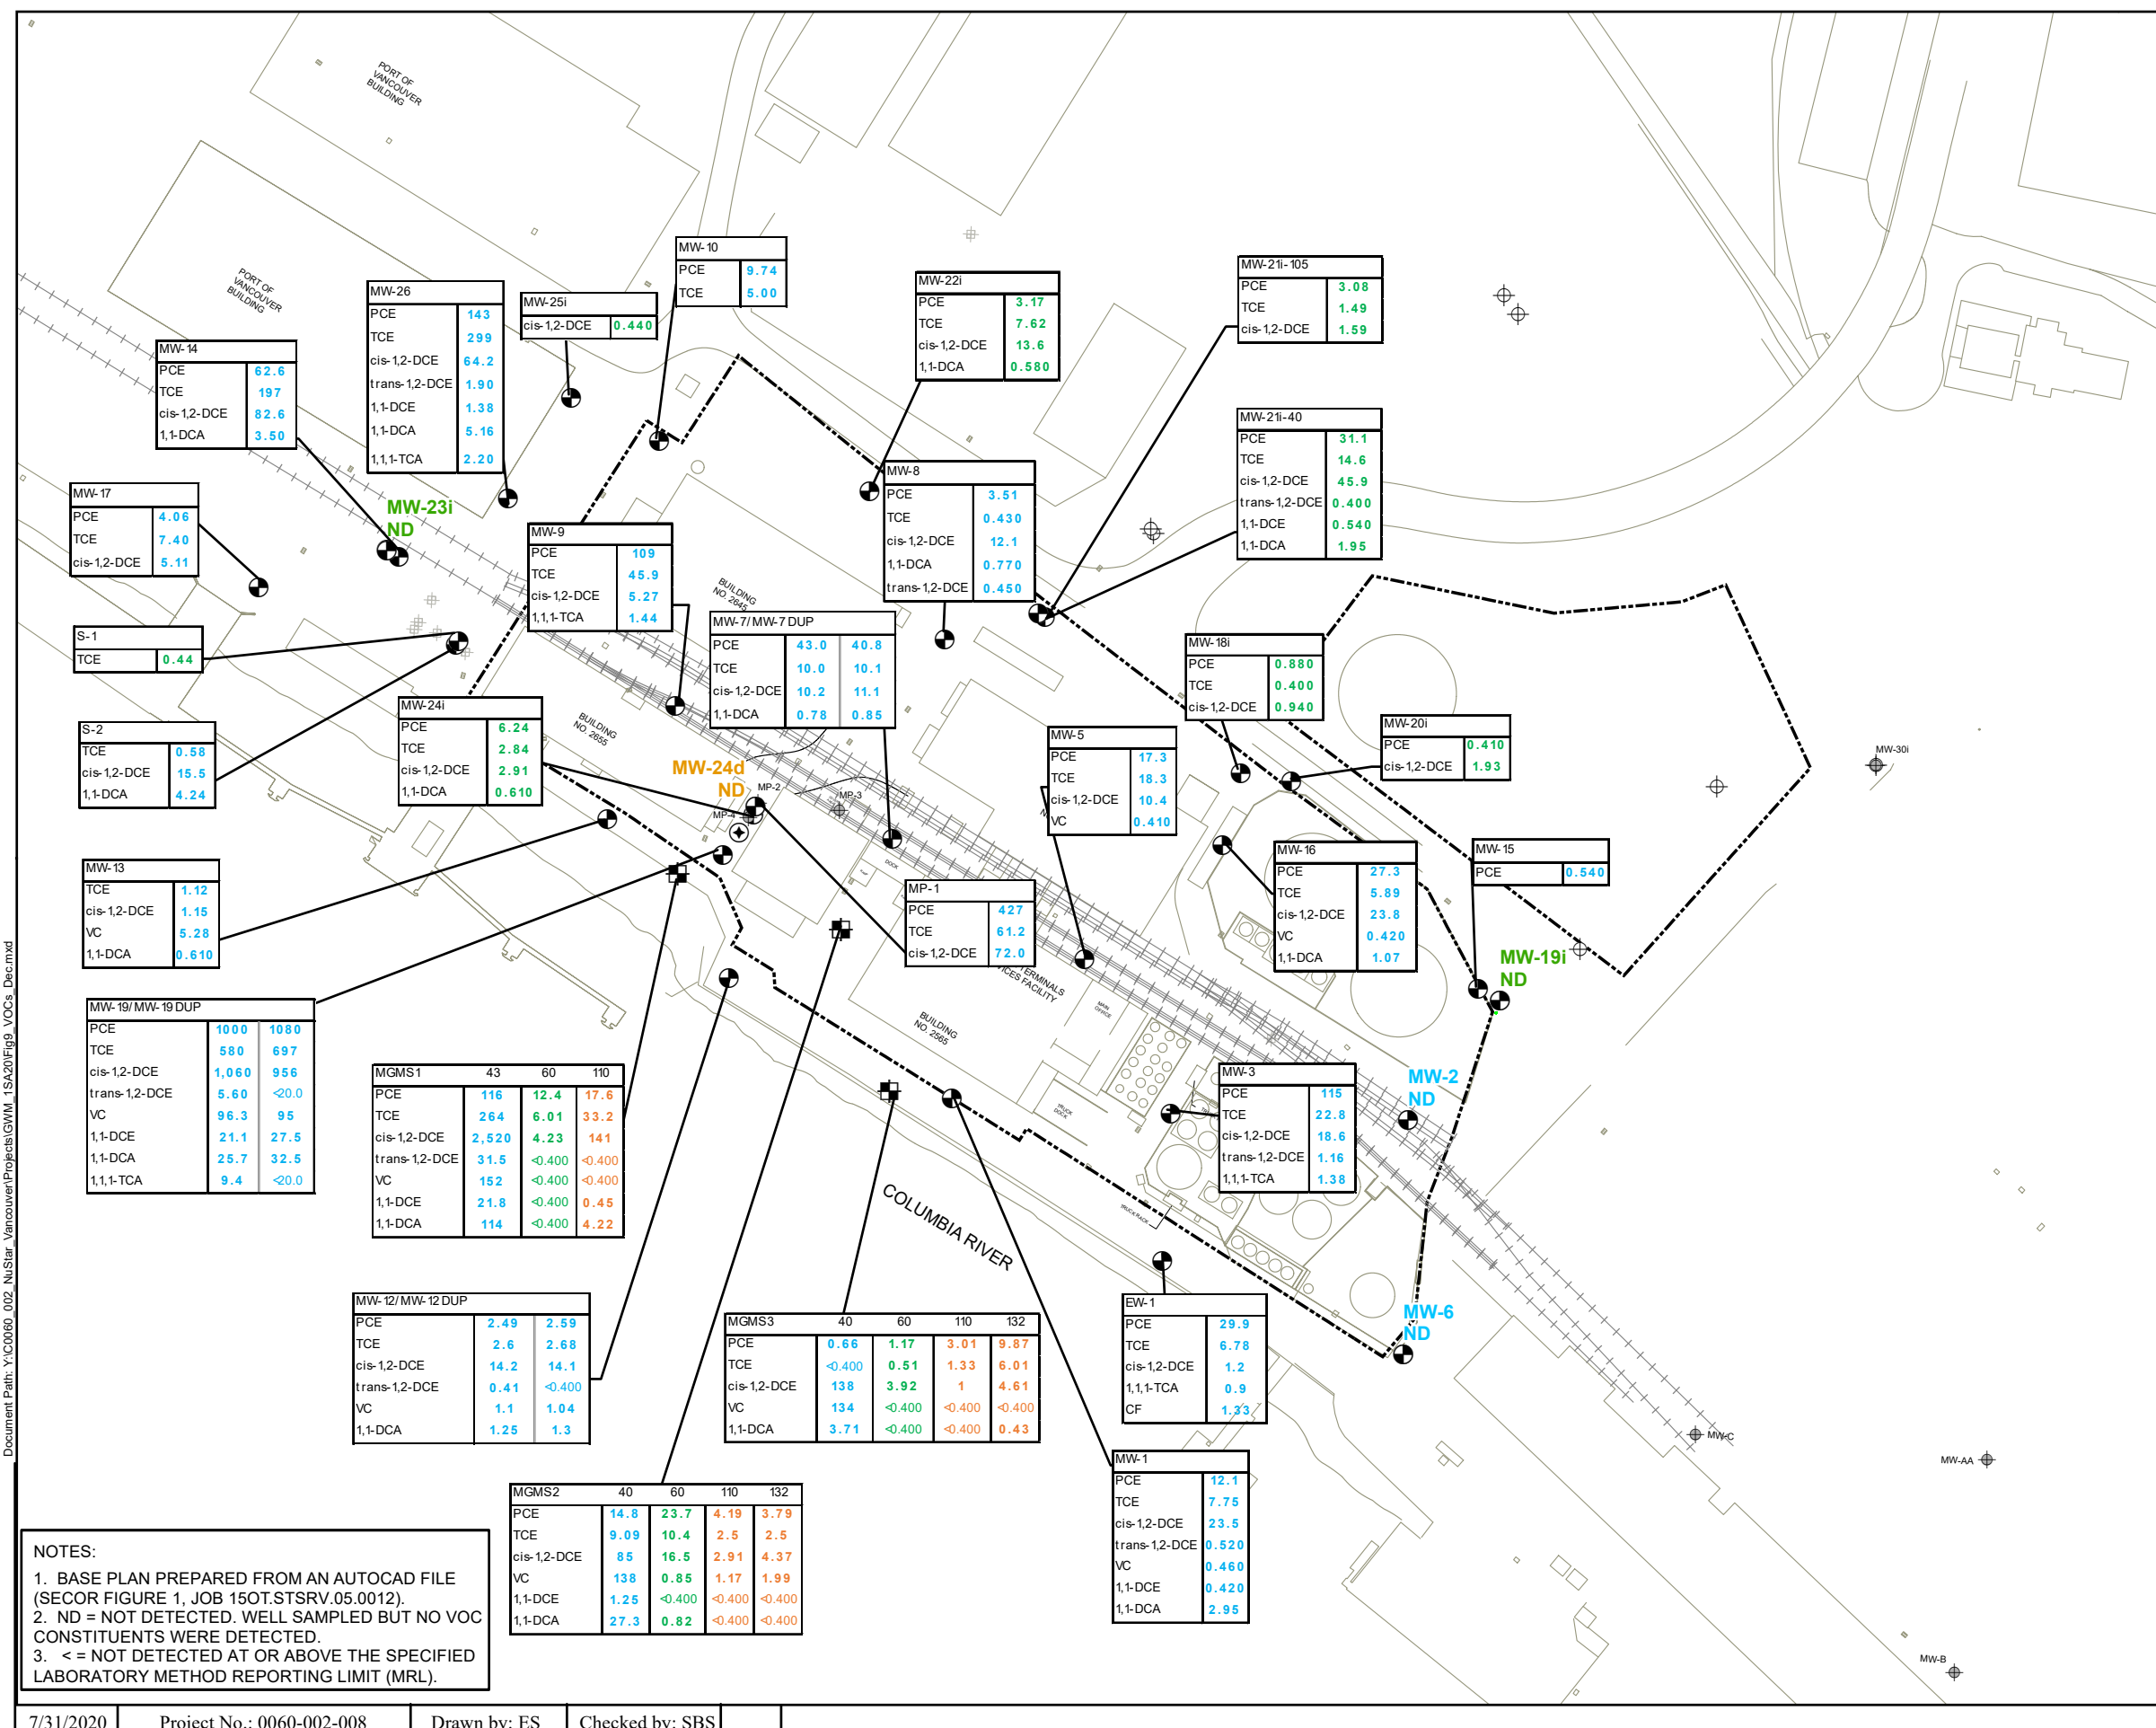 PORT OF
VANCOUVER
BUILDING
PORT OF
VANCOUVER
BUILDING
MW-10
PCE 9.74
TCE 5.00
MW-26
PCE 143
TCE 299
cis-1,2-DCE 64.2
trans-1,2-DCE 1.90
1,1-DCE 1.38
1,1-DCA 5.16
1,1,1-TCA 2.20
MW-25i
cis-1,2-DCE 0.440
MW-22i
PCE 3.17
TCE 7.62
cis-1,2-DCE 13.6
1,1-DCA 0.580
MW-21i-105
PCE 3.08
TCE 1.49
cis-1,2-DCE 1.59
MW-14
PCE 62.6
TCE 197
cis-1,2-DCE 82.6
1,1-DCA 3.50
MW-21i-40
PCE 31.1
TCE 14.6
cis-1,2-DCE 45.9
trans-1,2-DCE 0.400
1,1-DCE 0.540
1,1-DCA 1.95
MW-8
PCE 3.51
TCE 0.430
cis-1,2-DCE 12.1
1,1-DCA 0.770
trans-1,2-DCE 0.450
MW-17
PCE 4.06
TCE 7.40
cis-1,2-DCE 5.11
MW-23i
ND
MW-9
PCE 109
TCE 45.9
cis-1,2-DCE 5.27
1,1,1-TCA 1.44
BUILDING
NO. 2645
MW-7/MW-7 DUP
PCE 43.0 40.8
TCE 10.0 10.1
cis-1,2-DCE 10.2 11.1
1,1-DCA 0.78 0.85
S-1
TCE 0.44
MW-18i
PCE 0.880
TCE 0.400
cis-1,2-DCE 0.940
MW-24i
PCE 6.24
TCE 2.84
cis-1,2-DCE 2.91
1,1-DCA 0.610
BUILDING
NO. 2655
S-2
TCE 0.58
cis-1,2-DCE 15.5
1,1-DCA 4.24
MW-20i
PCE 0.410
cis-1,2-DCE 1.93
MW-5
PCE 17.3
TCE 18.3
cis-1,2-DCE 10.4
VC 0.410
MW-30i
MW-24d
ND
MP-2
MP-3
MP-4
MW-13
TCE 1.12
cis-1,2-DCE 1.15
VC 5.28
1,1-DCA 0.610
DOCK
MP-1
PCE 427
TCE 61.2
cis-1,2-DCE 72.0
MW-16
PCE 27.3
TCE 5.89
cis-1,2-DCE 23.8
VC 0.420
1,1-DCA 1.07
MW-15
PCE 0.540
MW-19i
ND
TERMINALS
ICES FACILITY
MAIN
OFFICE
BUILDING
NO. 2565
MW-19/MW-19 DUP
PCE 1000 1080
TCE 580 697
cis-1,2-DCE 1,060 956
trans-1,2-DCE 5.60 <20.0
VC 96.3 95
1,1-DCE 21.1 27.5
1,1-DCA 25.7 32.5
1,1,1-TCA 9.4 <20.0
MGMS1 43 60 110
PCE 116 12.4 17.6
TCE 264 6.01 33.2
cis-1,2-DCE 2,520 4.23 141
trans-1,2-DCE 31.5 <0.400 <0.400
VC 152 <0.400 <0.400
1,1-DCE 21.8 <0.400 0.45
1,1-DCA 114 <0.400 4.22
MW-3
PCE 115
TCE 22.8
cis-1,2-DCE 18.6
trans-1,2-DCE 1.16
1,1,1-TCA 1.38
MW-2
ND
TRUCK
DOCK
TRUCK RACK
COLUMBIA RIVER
MW-12/MW-12 DUP
PCE 2.49 2.59
TCE 2.6 2.68
cis-1,2-DCE 14.2 14.1
trans-1,2-DCE 0.41 <0.400
VC 1.1 1.04
1,1-DCA 1.25 1.3
MGMS3 40 60 110 132
PCE 0.66 1.17 3.01 9.87
TCE <0.400 0.51 1.33 6.01
cis-1,2-DCE 138 3.92 1 4.61
VC 134 <0.400 <0.400 <0.400
1,1-DCA 3.71 <0.400 <0.400 0.43
EW-1
PCE 29.9
TCE 6.78
cis-1,2-DCE 1.2
1,1,1-TCA 0.9
CF 1.33
MW-6
ND
MW-C
MW-AA
MW-B
MGMS2 40 60 110 132
PCE 14.8 23.7 4.19 3.79
TCE 9.09 10.4 2.5 2.5
cis-1,2-DCE 85 16.5 2.91 4.37
VC 138 0.85 1.17 1.99
1,1-DCE 1.25 <0.400 <0.400 <0.400
1,1-DCA 27.3 0.82 <0.400 <0.400
MW-1
PCE 12.1
TCE 7.75
cis-1,2-DCE 23.5
trans-1,2-DCE 0.520
VC 0.460
1,1-DCE 0.420
1,1-DCA 2.95
NOTES:
1. BASE PLAN PREPARED FROM AN AUTOCAD FILE
(SECOR FIGURE 1, JOB 15OT.STSRV.05.0012).
2. ND = NOT DETECTED. WELL SAMPLED BUT NO VOC
CONSTITUENTS WERE DETECTED.
3. < = NOT DETECTED AT OR ABOVE THE SPECIFIED
LABORATORY METHOD REPORTING LIMIT (MRL).
Document Path: Y:\C0060_002_NuStar_Vancouver\Projects\GWM_1SA20\Fig9_VOCs_Dec.mxd
7/31/2020 Project No.: 0060-002-008 Drawn by: ES Checked by: SBS